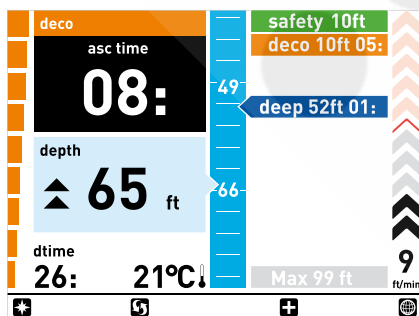 deco
asc time
08:
depth
65 ft
dtime
26:
21°C
49
66
safety 10ft
deco 10ft 05:
deep 52ft 01:
Max 99 ft
9
ft/min